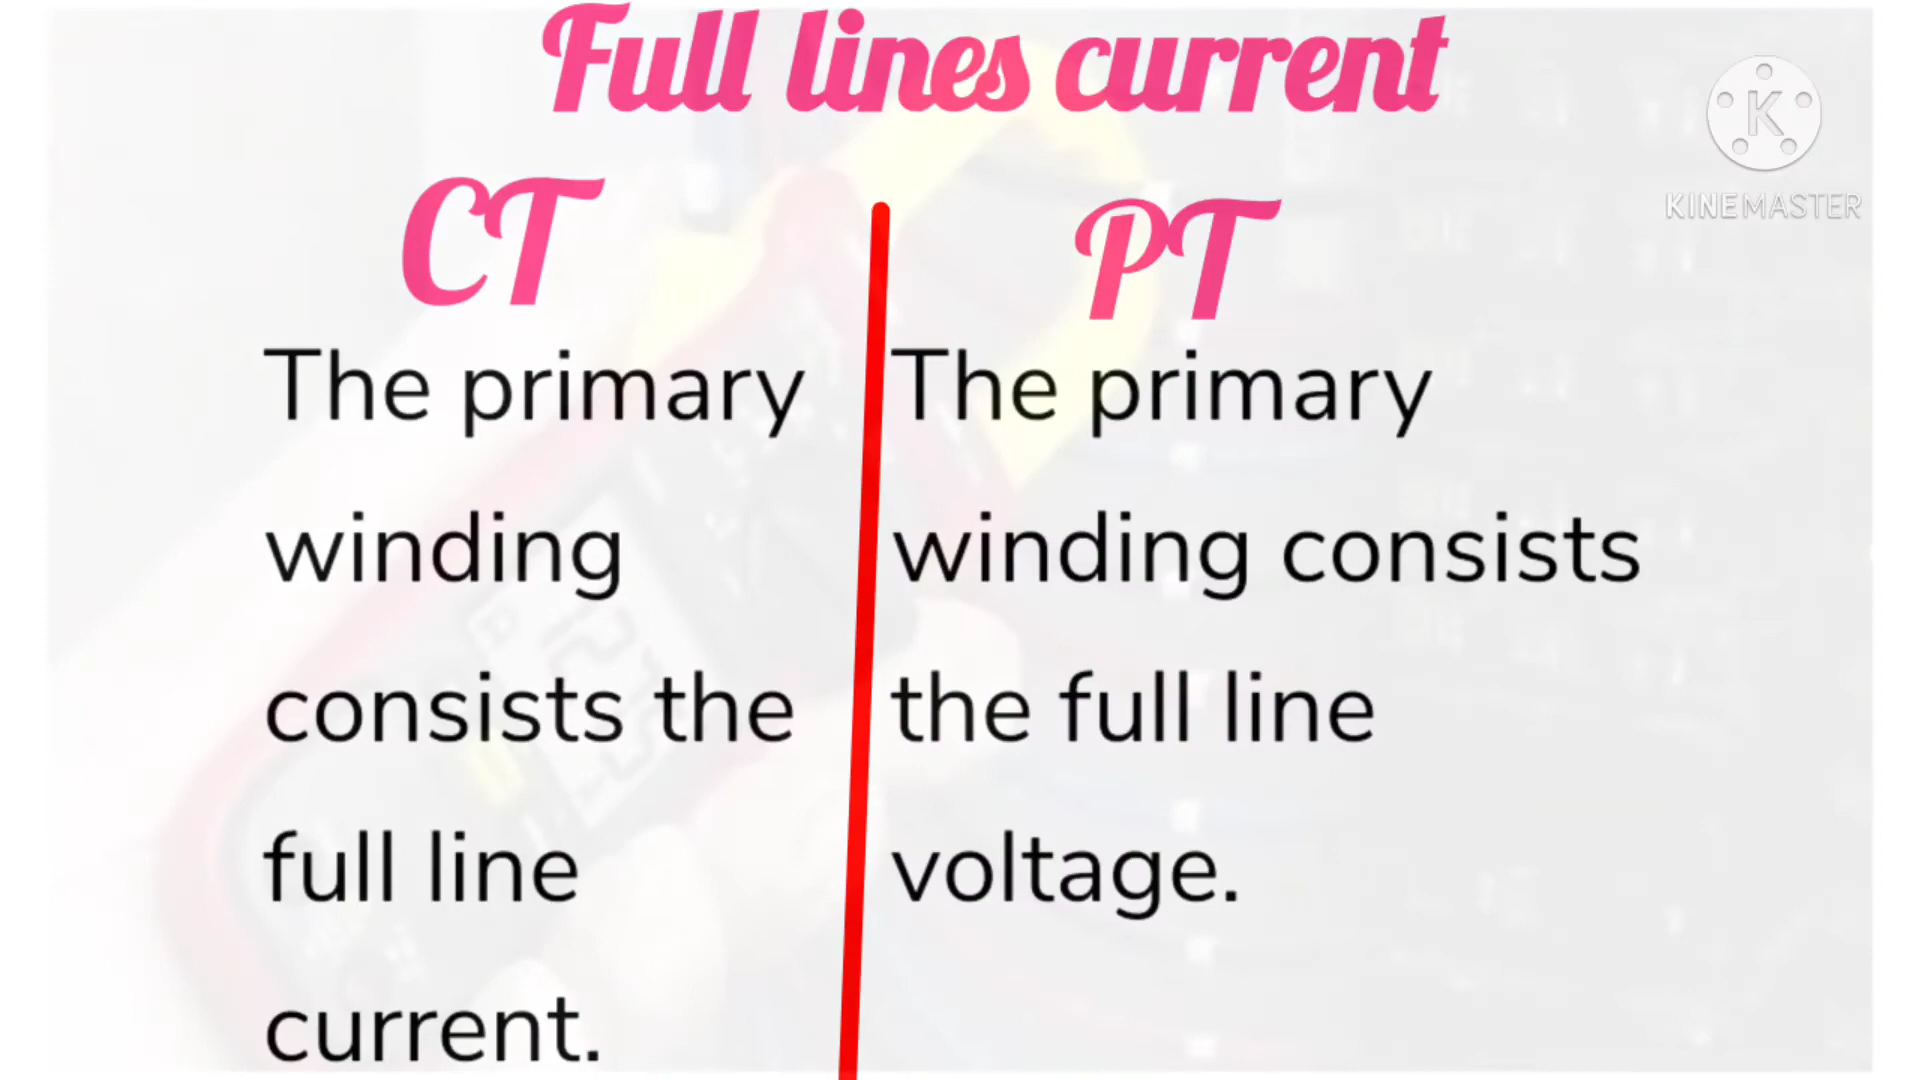 Full lines current
K
KINEMASTER
CT
The primary
winding
consists the
full line
current.
PT
The primary
winding consists
the full line
voltage.